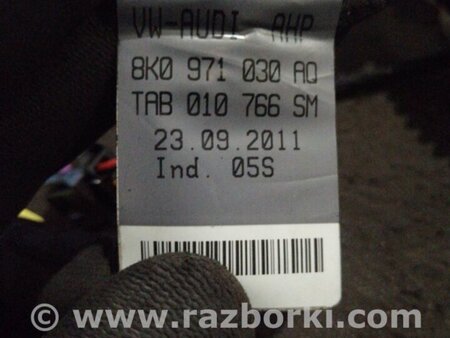 VW-AUDI AHP
8K0 971 030 AQ
TAB 010 766 SM
23.09.2011
Ind. 05S
© www.razborki.com